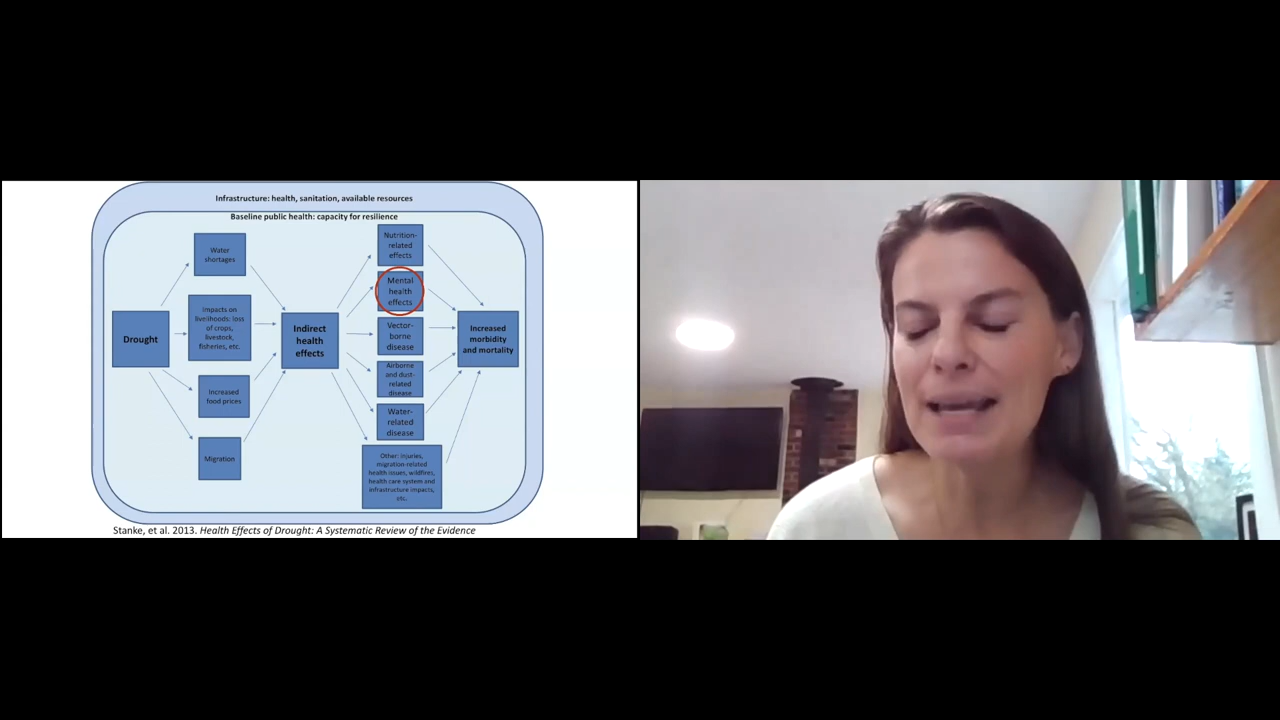 Infrastructure: health, sanitation, available resources
Baseline public health: capacity for resilience
Drought
Water
shortages
Impacts on
livelihoods: loss
of crops,
livestock,
fisheries, etc.
Increased
food prices
Migration
Indirect
health
effects
Nutrition-
related
effects
Mental
health
effects
Vector-
borne
disease
Airborne
and dust-
related
disease
Water-
related
disease
Other: injuries,
migration-related
health issues, wildfires,
health care system and
infrastructure impacts,
etc.
Increased
morbidity
and mortality
Stanke, et al. 2013. Health Effects of Drought: A Systematic Review of the Evidence